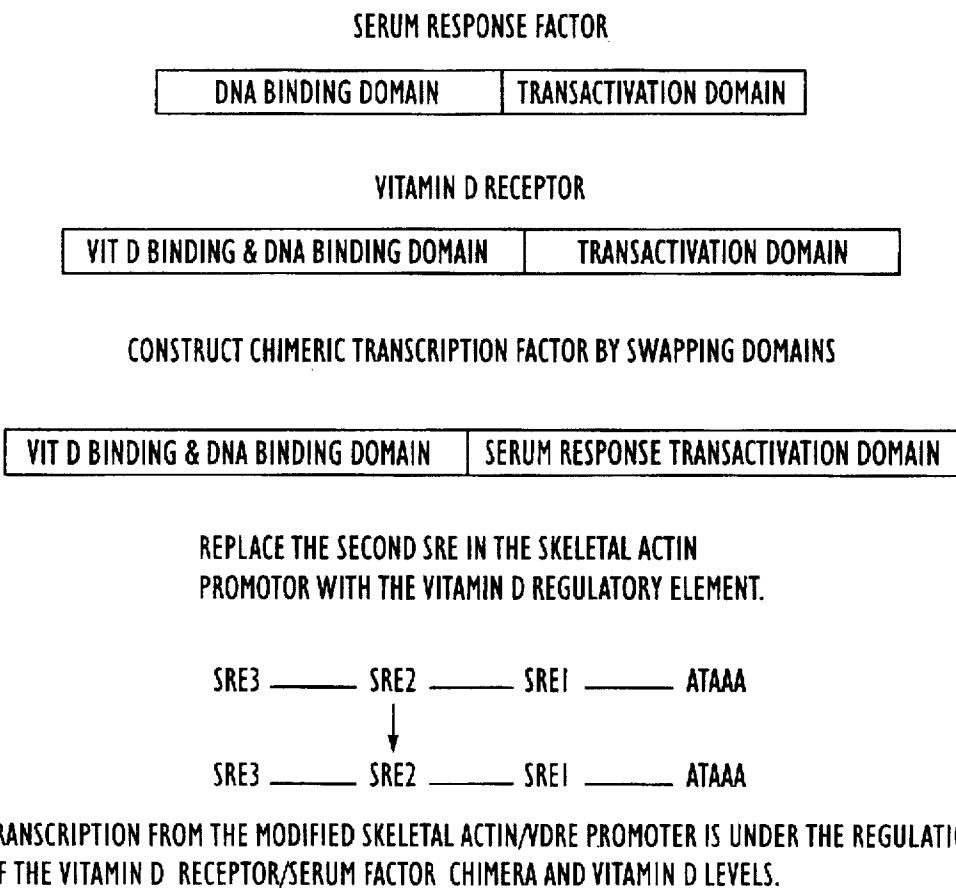 SERUM RESPONSE FACTOR
DNA BINDING DOMAIN TRANSACTIVATION DOMAIN
VITAMIN D RECEPTOR
VIT D BINDING & DNA BINDING DOMAIN TRANSACTIVATION DOMAIN
CONSTRUCT CHIMERIC TRANSCRIPTION FACTOR BY SWAPPING DOMAINS
VIT D BINDING & DNA BINDING DOMAIN SERUM RESPONSE TRANSACTIVATION DOMAIN
REPLACE THE SECOND SRE IN THE SKELETAL ACTIN
PROMOTOR WITH THE VITAMIN D REGULATORY ELEMENT.
SRE3 SRE2 SRE1 ATAAA
SRE3 SRE2 SRE1 ATAAA
RANSCRIPTION FROM THE MODIFIED SKELETAL ACTIN/VDRE PROMOTER IS UNDER THE REGULATIO
F THE VITAMIN D RECEPTOR/SERUM FACTOR CHIMERA AND VITAMIN D LEVELS.